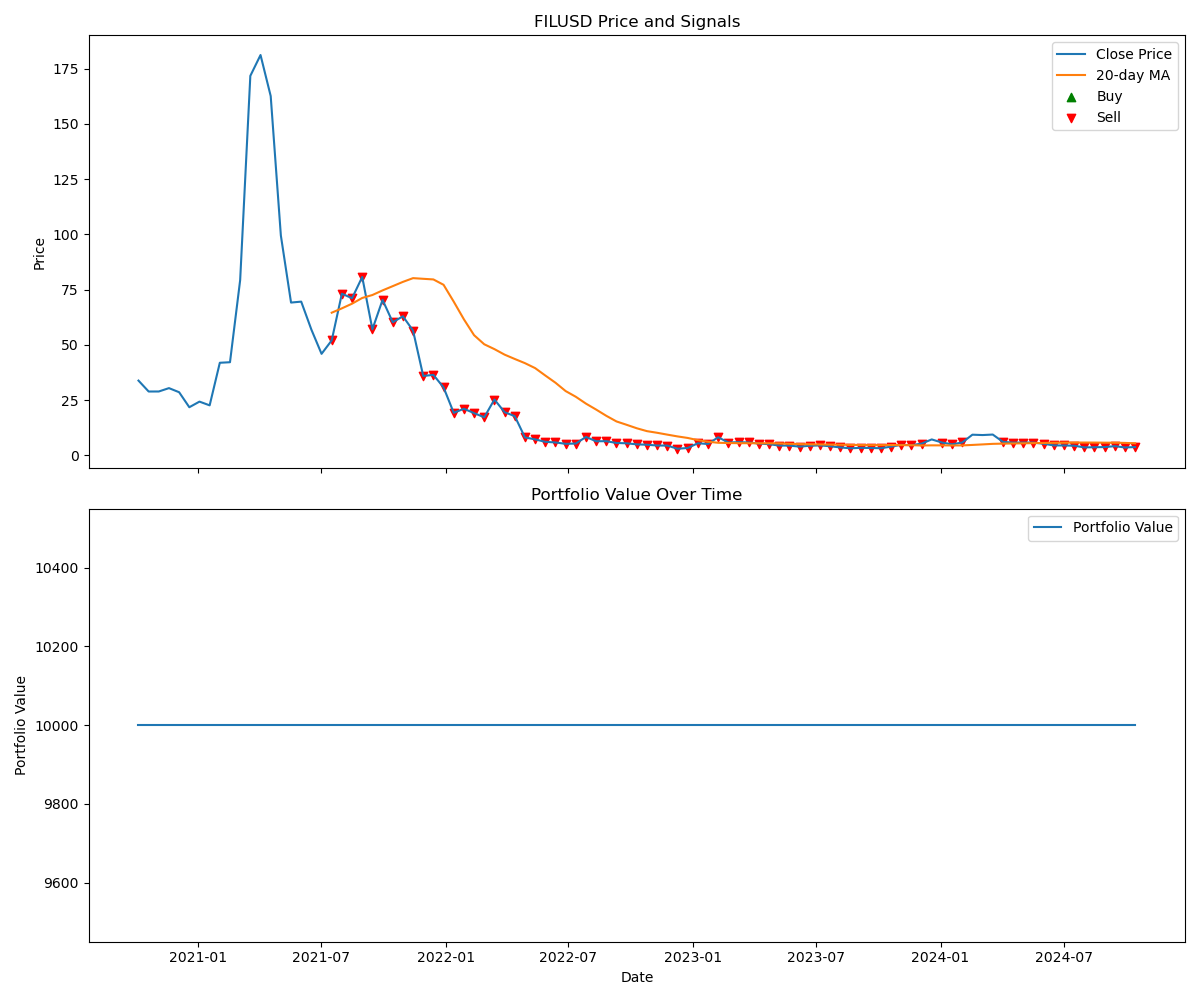 FILUSD Price and Signals
Close Price
20-day MA
Buy
Sell
175
150
125
100
75
50
25
0
Price
Portfolio Value Over Time
Portfolio Value
10400
10200
10000
9800
9600
Portfolio Value
2021-01
2021-07
2022-01
2022-07
2023-01
2023-07
2024-01
2024-07
Date